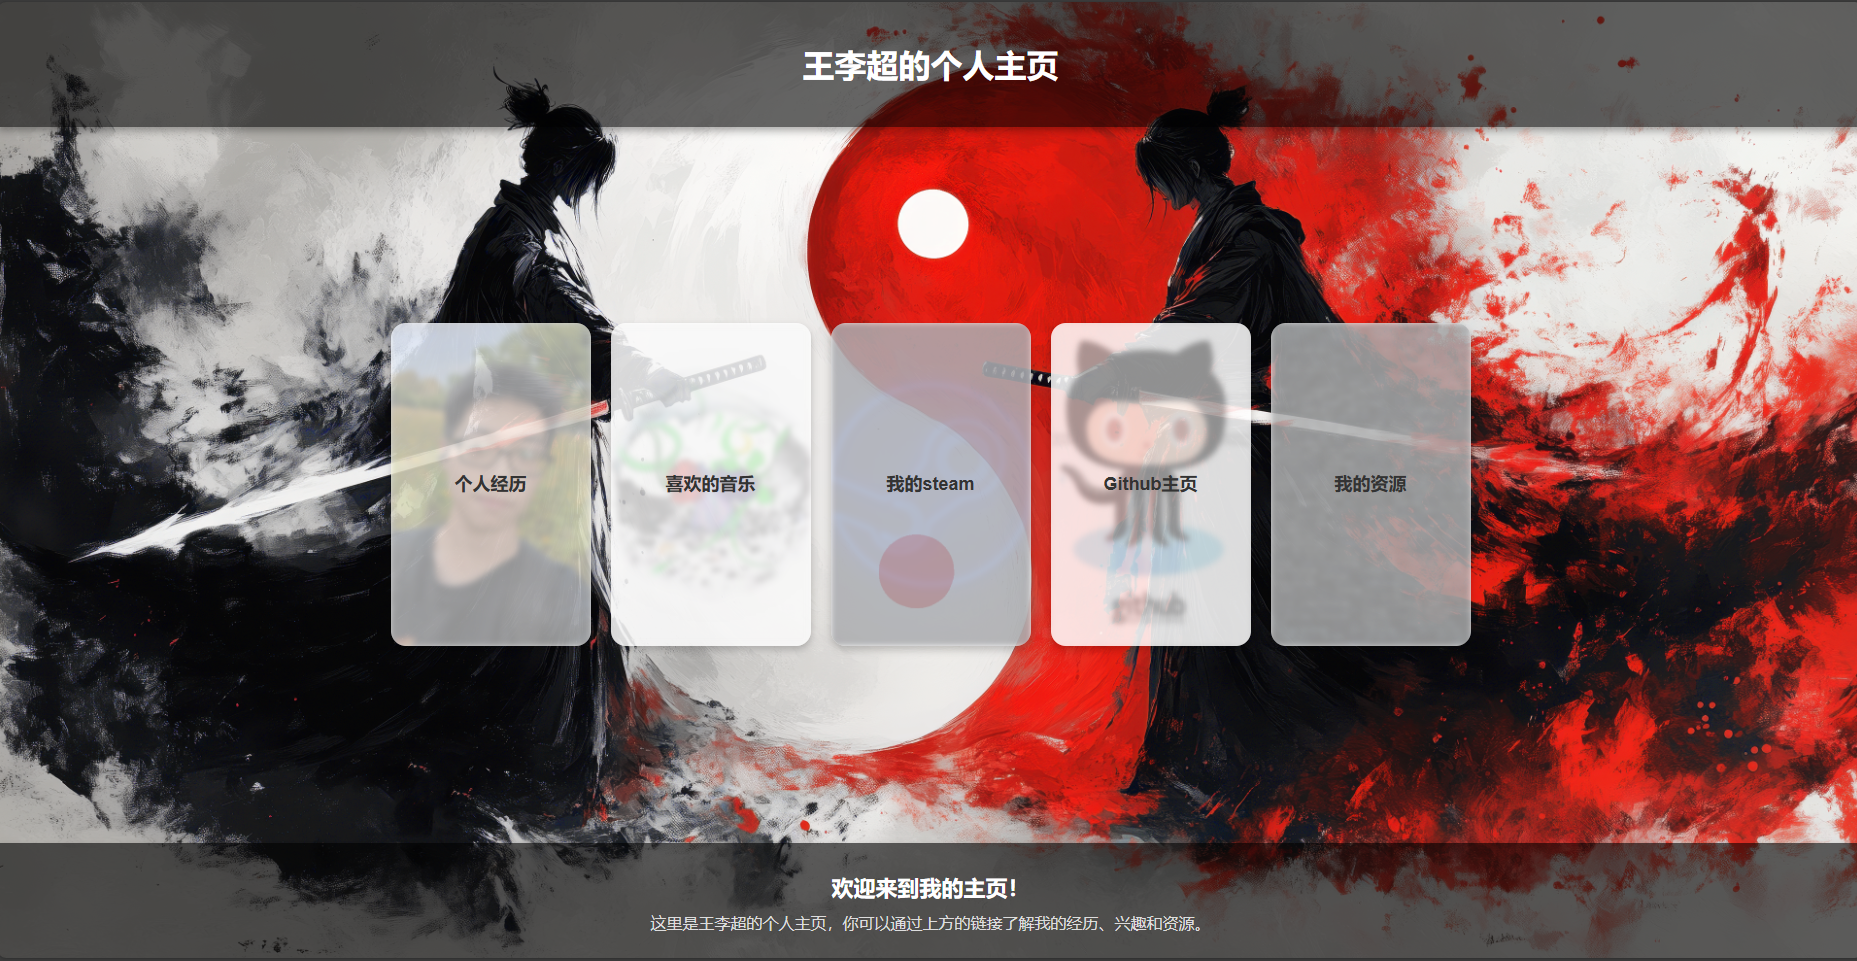 王李超的个人主页
个人经历
喜欢的音乐
我的steam
Github主页
我的资源
欢迎来到我的主页！
这里是王李超的个人主页，你可以通过上方的链接了解我的经历、兴趣和资源。